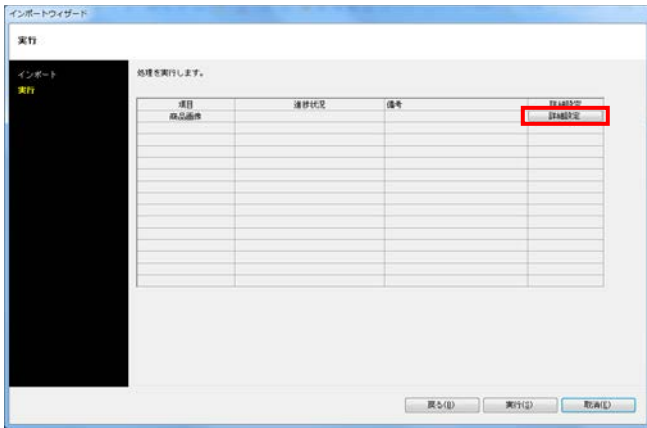 インポートウィザード
実行
インポート
実行
処理を実行します。
項目 進捗状況 備考 詳細設定
商品画像 詳細設定
戻る(B) 実行(S) 取消(E)